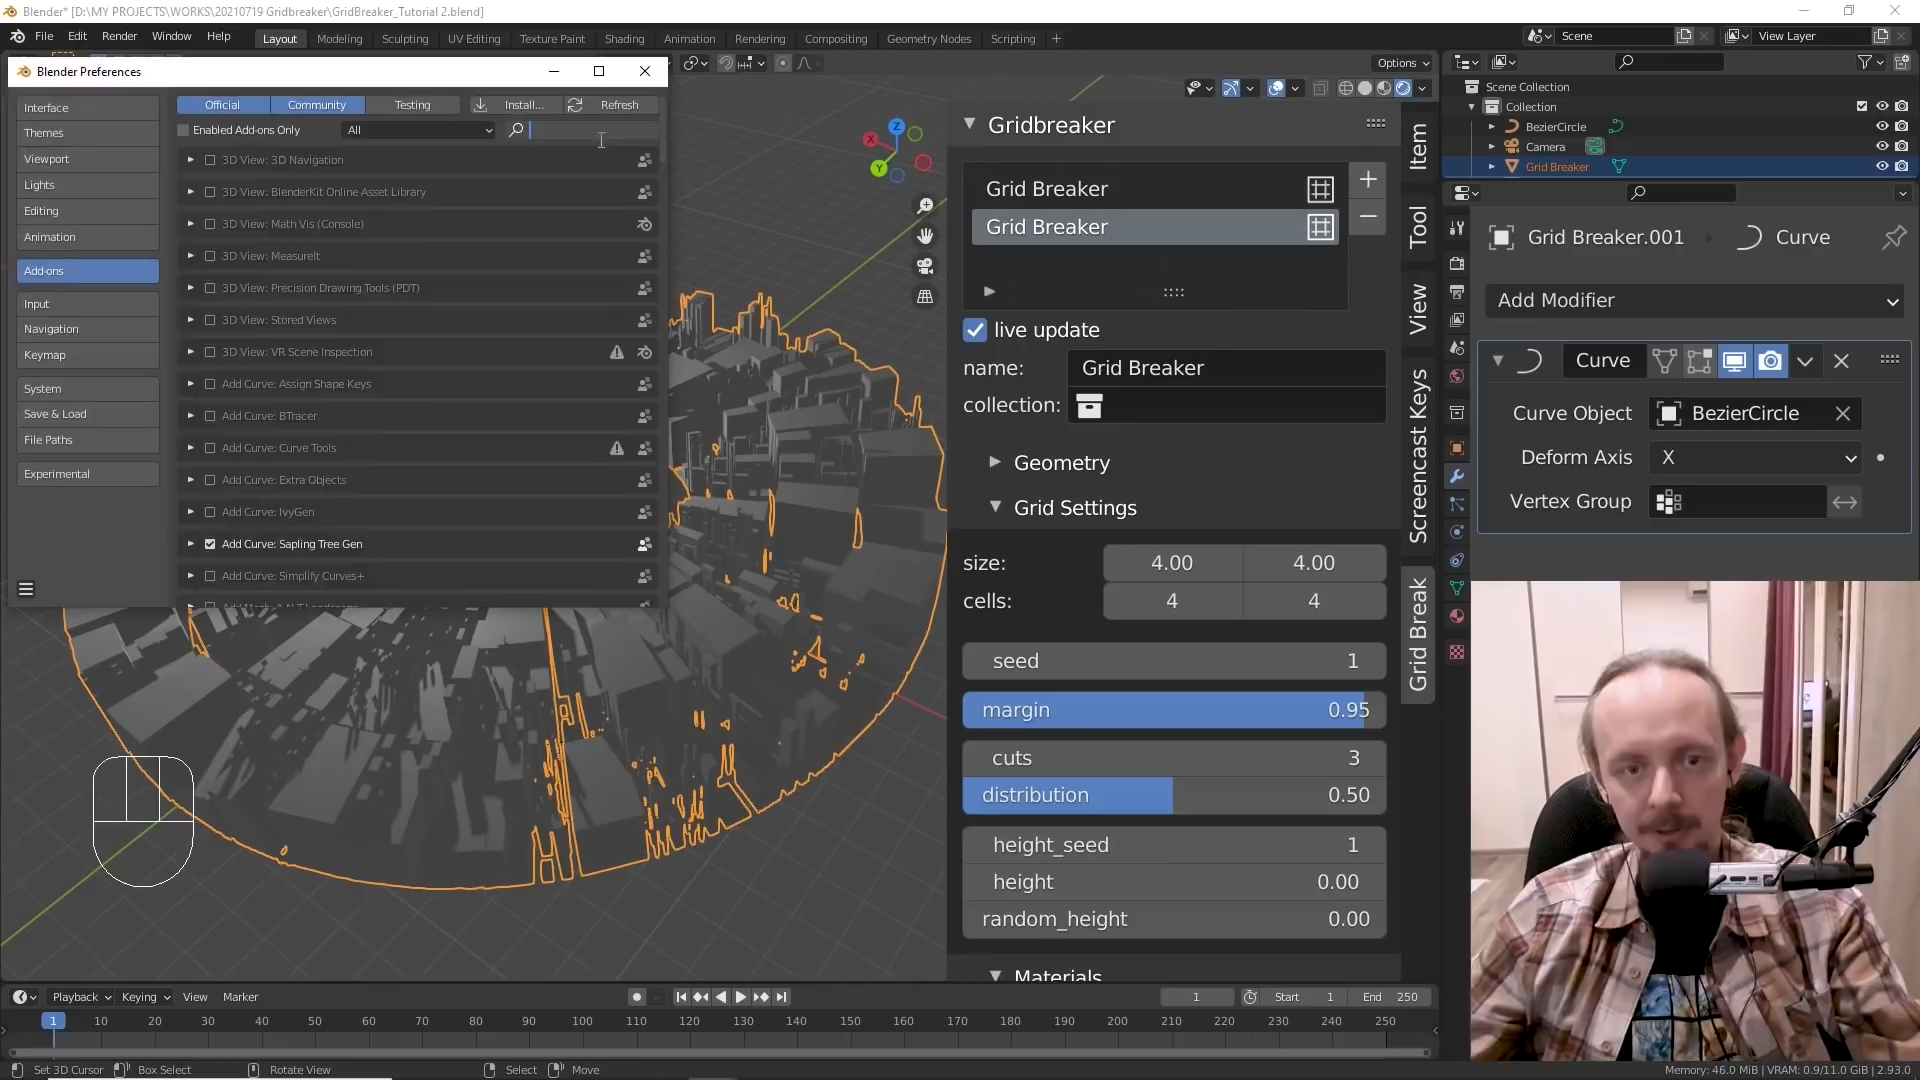 Blender* [D:\MY PROJECTS\WORKS\20210719 Gridbreaker\GridBreaker_Tutorial 2.blend]
File Edit Render Window Help Layout Modeling Sculpting UV Editing Texture Paint Shading Animation Rendering Compositing Geometry Nodes Scripting + Scene View Layer
Blender Preferences
Options
Interface
Themes
Viewport
Lights
Editing
Animation
Add-ons
Input
Navigation
Keymap
System
Save & Load
File Paths
Experimental
Official Community Testing Install... Refresh
Enabled Add-ons Only All
3D View: 3D Navigation
3D View: BlenderKit Online Asset Library
3D View: Math Vis (Console)
3D View: MeasureIt
3D View: Precision Drawing Tools (PDT)
3D View: Stored Views
3D View: VR Scene Inspection
Add Curve: Assign Shape Keys
Add Curve: BTracer
Add Curve: Curve Tools
Add Curve: Extra Objects
Add Curve: IvyGen
Add Curve: Sapling Tree Gen
Add Curve: Simplify Curves+
X Y Z
Gridbreaker
Grid Breaker
Grid Breaker
live update
name: Grid Breaker
collection:
Geometry
Grid Settings
size: 4.00 4.00
cells: 4 4
seed 1
margin 0.95
cuts 3
distribution 0.50
height_seed 1
height 0.00
random_height 0.00
Materials
Item
Tool
View
Screencast Keys
Grid Break
Scene Collection
Collection
BezierCircle
Camera
Grid Breaker
Grid Breaker.001 Curve
Add Modifier
Curve
Curve Object BezierCircle
Deform Axis X
Vertex Group
Playback Keying View Marker 1 Start 1 End 250
1 10 20 30 40 50 60 70 80 90 100 110 120 130 140 150 160 170 180 190 200 210 220 230 240 250
Set 3D Cursor Box Select Rotate View Select Move Memory: 46.0 MiB | VRAM: 0.9/11.0 GiB | 2.93.0